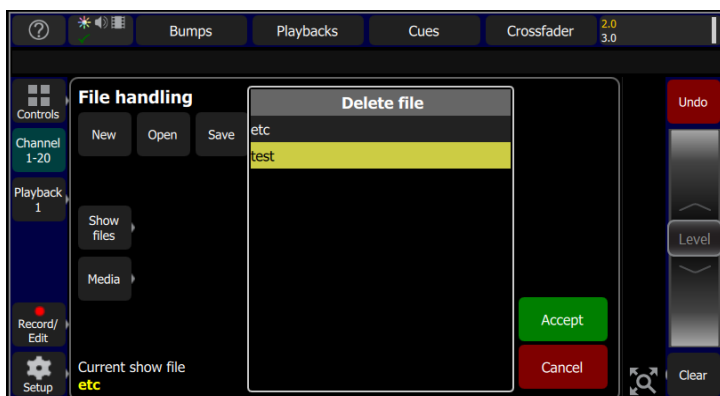 ?
Bumps
Playbacks
Cues
Crossfader
2.0
3.0
Controls
Channel
1-20
Playback
1
Record/
Edit
Setup
File handling
New
Open
Save
Show
files
Media
Current show file
etc
Delete file
etc
test
Accept
Cancel
Undo
Level
Clear